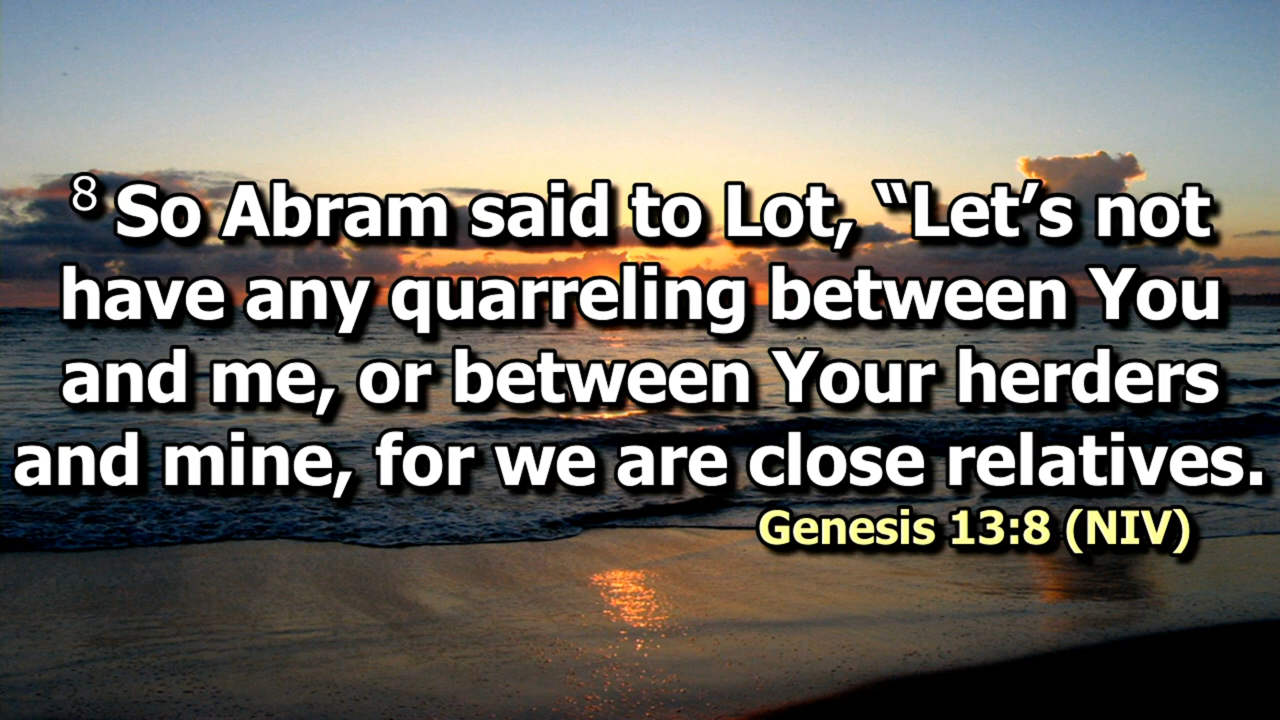 8 So Abram said to Lot, “Let’s not
have any quarreling between You
and me, or between Your herders
and mine, for we are close relatives.
Genesis 13:8 (NIV)